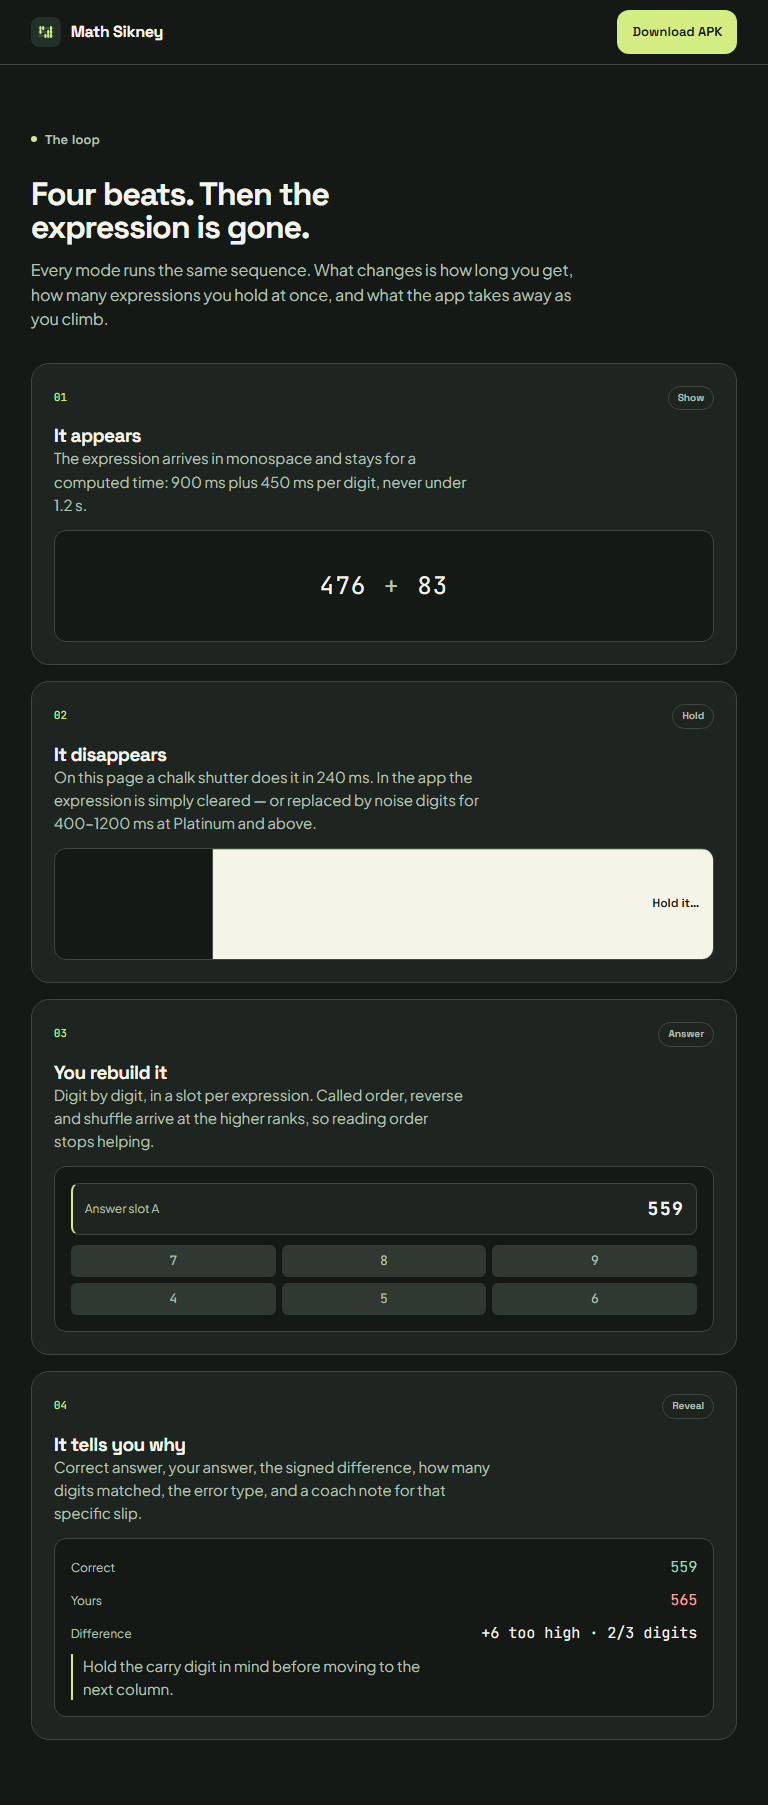 Math Sikney
Download APK
The loop
Four beats. Then the
expression is gone.
Every mode runs the same sequence. What changes is how long you get,
how many expressions you hold at once, and what the app takes away as
you climb.
01
Show
It appears
The expression arrives in monospace and stays for a
computed time: 900 ms plus 450 ms per digit, never under
1.2 s.
476 + 83
02
Hold
It disappears
On this page a chalk shutter does it in 240 ms. In the app the
expression is simply cleared — or replaced by noise digits for
400–1200 ms at Platinum and above.
Hold it…
03
Answer
You rebuild it
Digit by digit, in a slot per expression. Called order, reverse
and shuffle arrive at the higher ranks, so reading order
stops helping.
Answer slot A
559
7
8
9
4
5
6
04
Reveal
It tells you why
Correct answer, your answer, the signed difference, how many
digits matched, the error type, and a coach note for that
specific slip.
Correct
559
Yours
565
Difference
+6 too high · 2/3 digits
Hold the carry digit in mind before moving to the
next column.